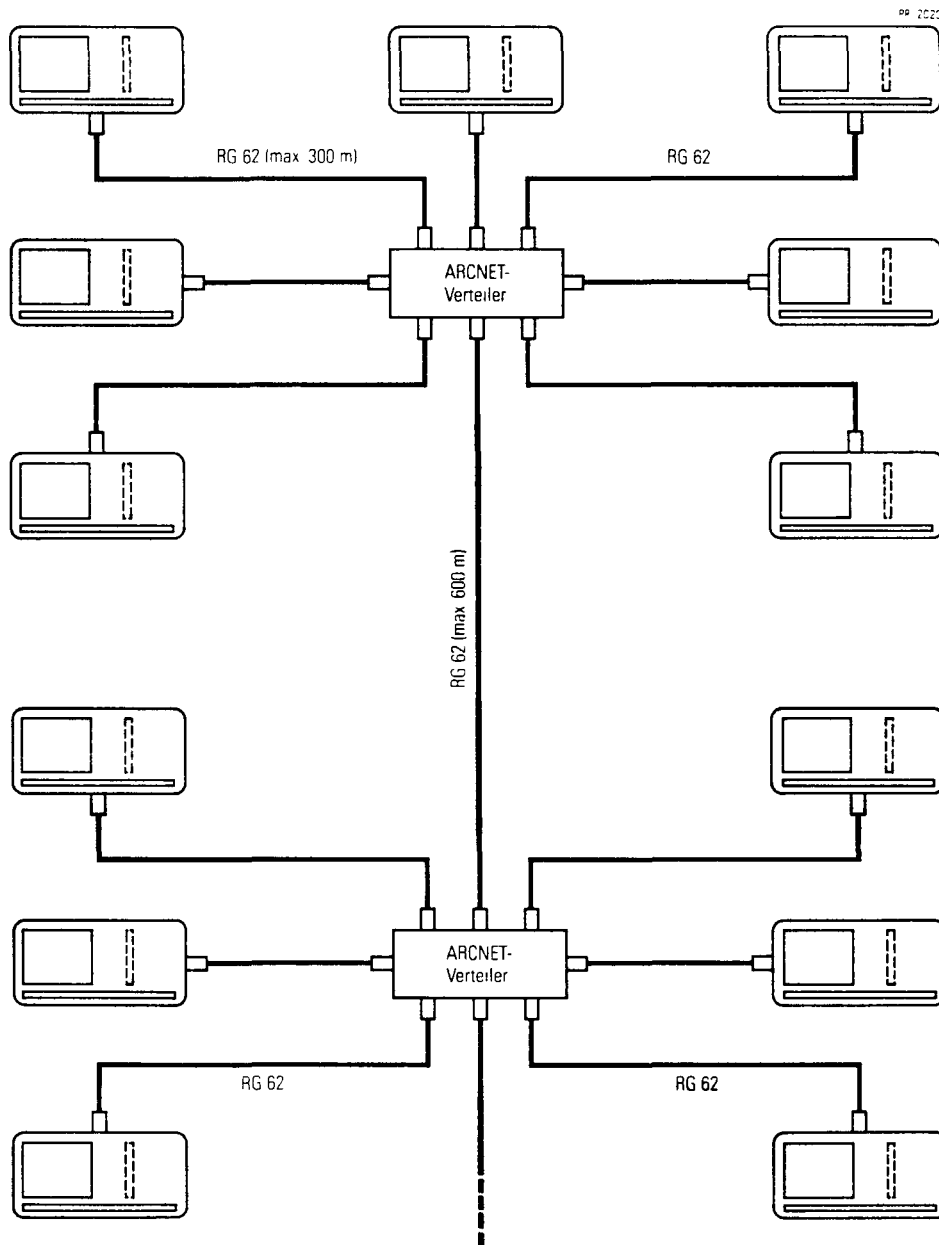 RG 62 (max 300 m)
RG 62
ARCNET-
Verteiler
RG 62 (max 600 m)
ARCNET-
Verteiler
RG 62
RG 62